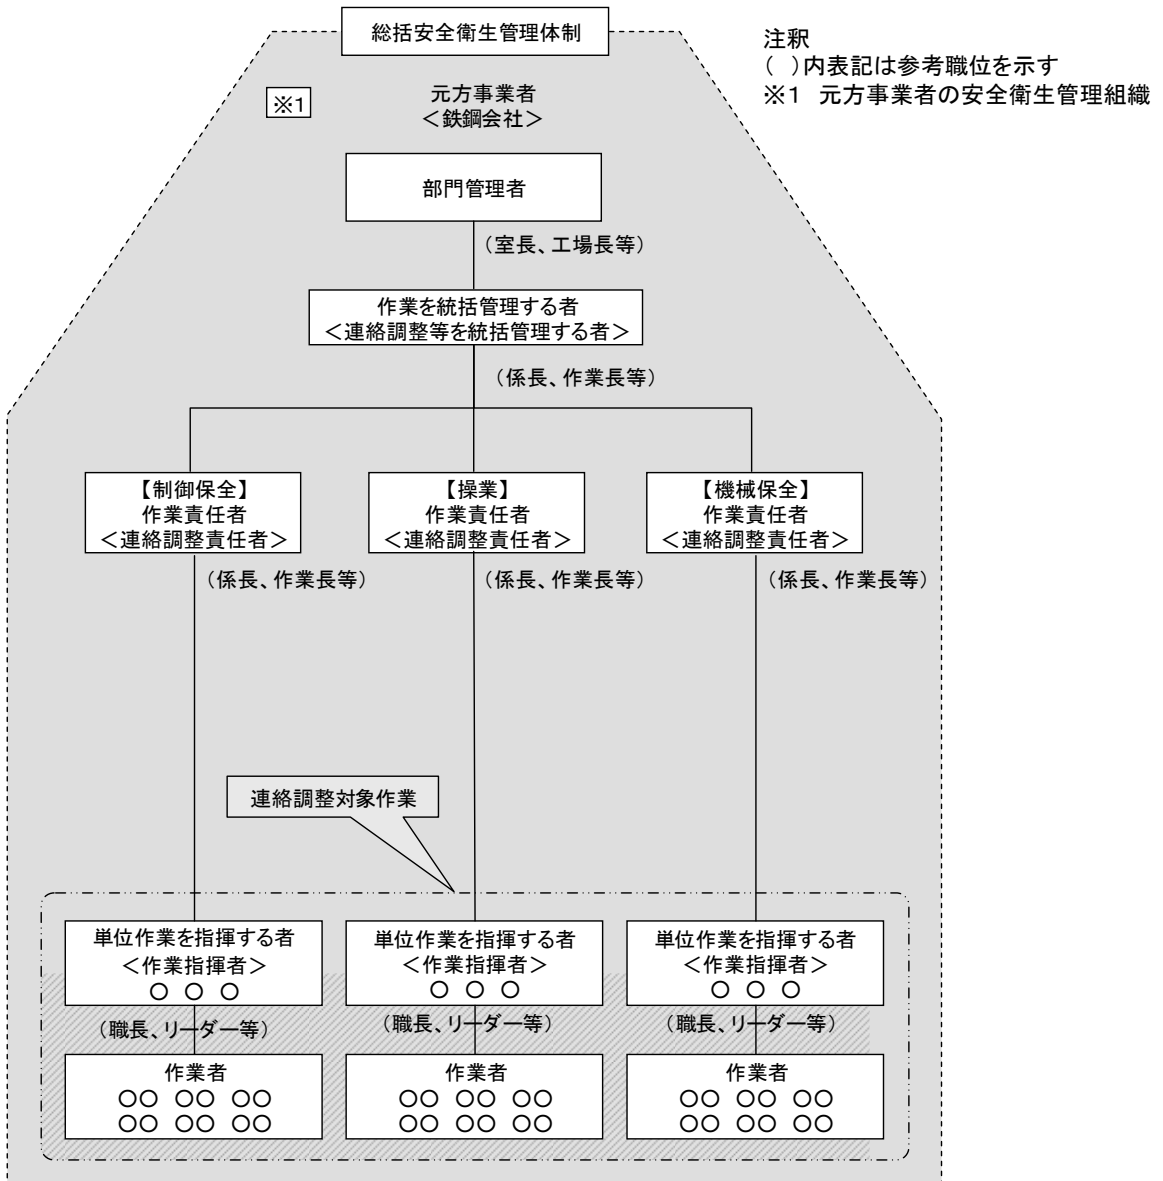 総括安全衛生管理体制
注釈
( )内表記は参考職位を示す
※1 元方事業者の安全衛生管理組織
※1
元方事業者
<鉄鋼会社>
部門管理者
(室長、工場長等)
作業を統括管理する者
<連絡調整等を統括管理する者>
(係長、作業長等)
【制御保全】
作業責任者
<連絡調整責任者>
(係長、作業長等)
【操業】
作業責任者
<連絡調整責任者>
(係長、作業長等)
【機械保全】
作業責任者
<連絡調整責任者>
(係長、作業長等)
連絡調整対象作業
単位作業を指揮する者
<作業指揮者>
○ ○ ○
(職長、リーダー等)
作業者
○○ ○○ ○○
○○ ○○ ○○
単位作業を指揮する者
<作業指揮者>
○ ○ ○
(職長、リーダー等)
作業者
○○ ○○ ○○
○○ ○○ ○○
単位作業を指揮する者
<作業指揮者>
○ ○ ○
(職長、リーダー等)
作業者
○○ ○○ ○○
○○ ○○ ○○